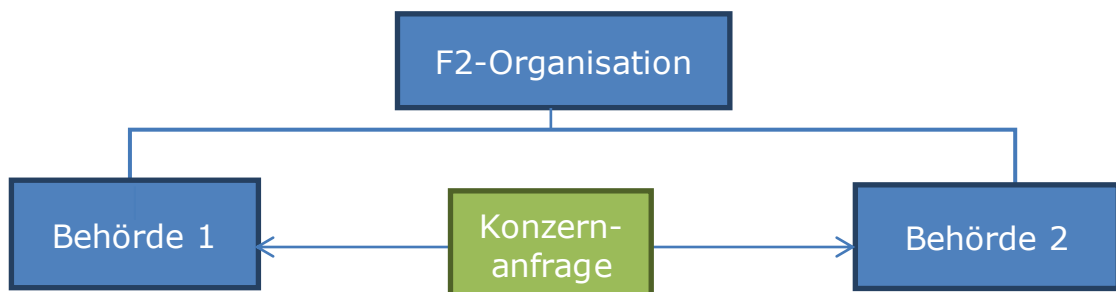 F2-Organisation
Behörde 1
Konzern-
anfrage
Behörde 2